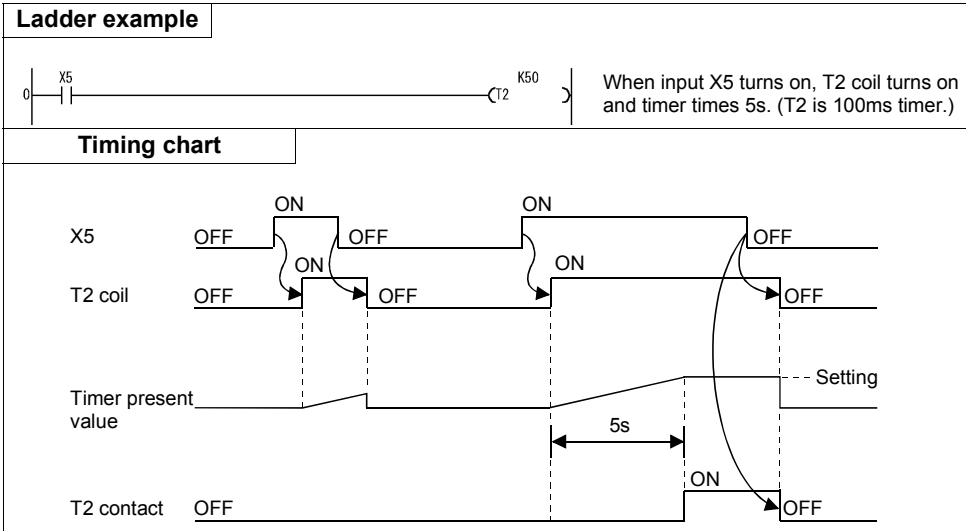 Ladder example
X5
K50
0
T2
When input X5 turns on, T2 coil turns on
and timer times 5s. (T2 is 100ms timer.)
Timing chart
ON
ON
X5
OFF
OFF
OFF
ON
ON
T2 coil
OFF
OFF
OFF
Setting
Timer present
value
5s
ON
T2 contact
OFF
OFF